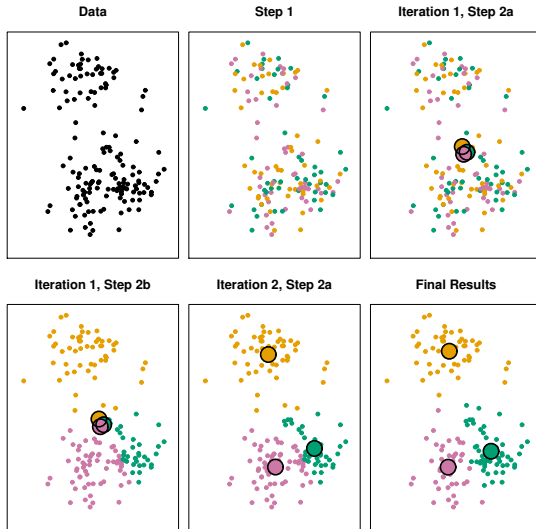 Data
Step 1
Iteration 1, Step 2a
Iteration 1, Step 2b
Iteration 2, Step 2a
Final Results